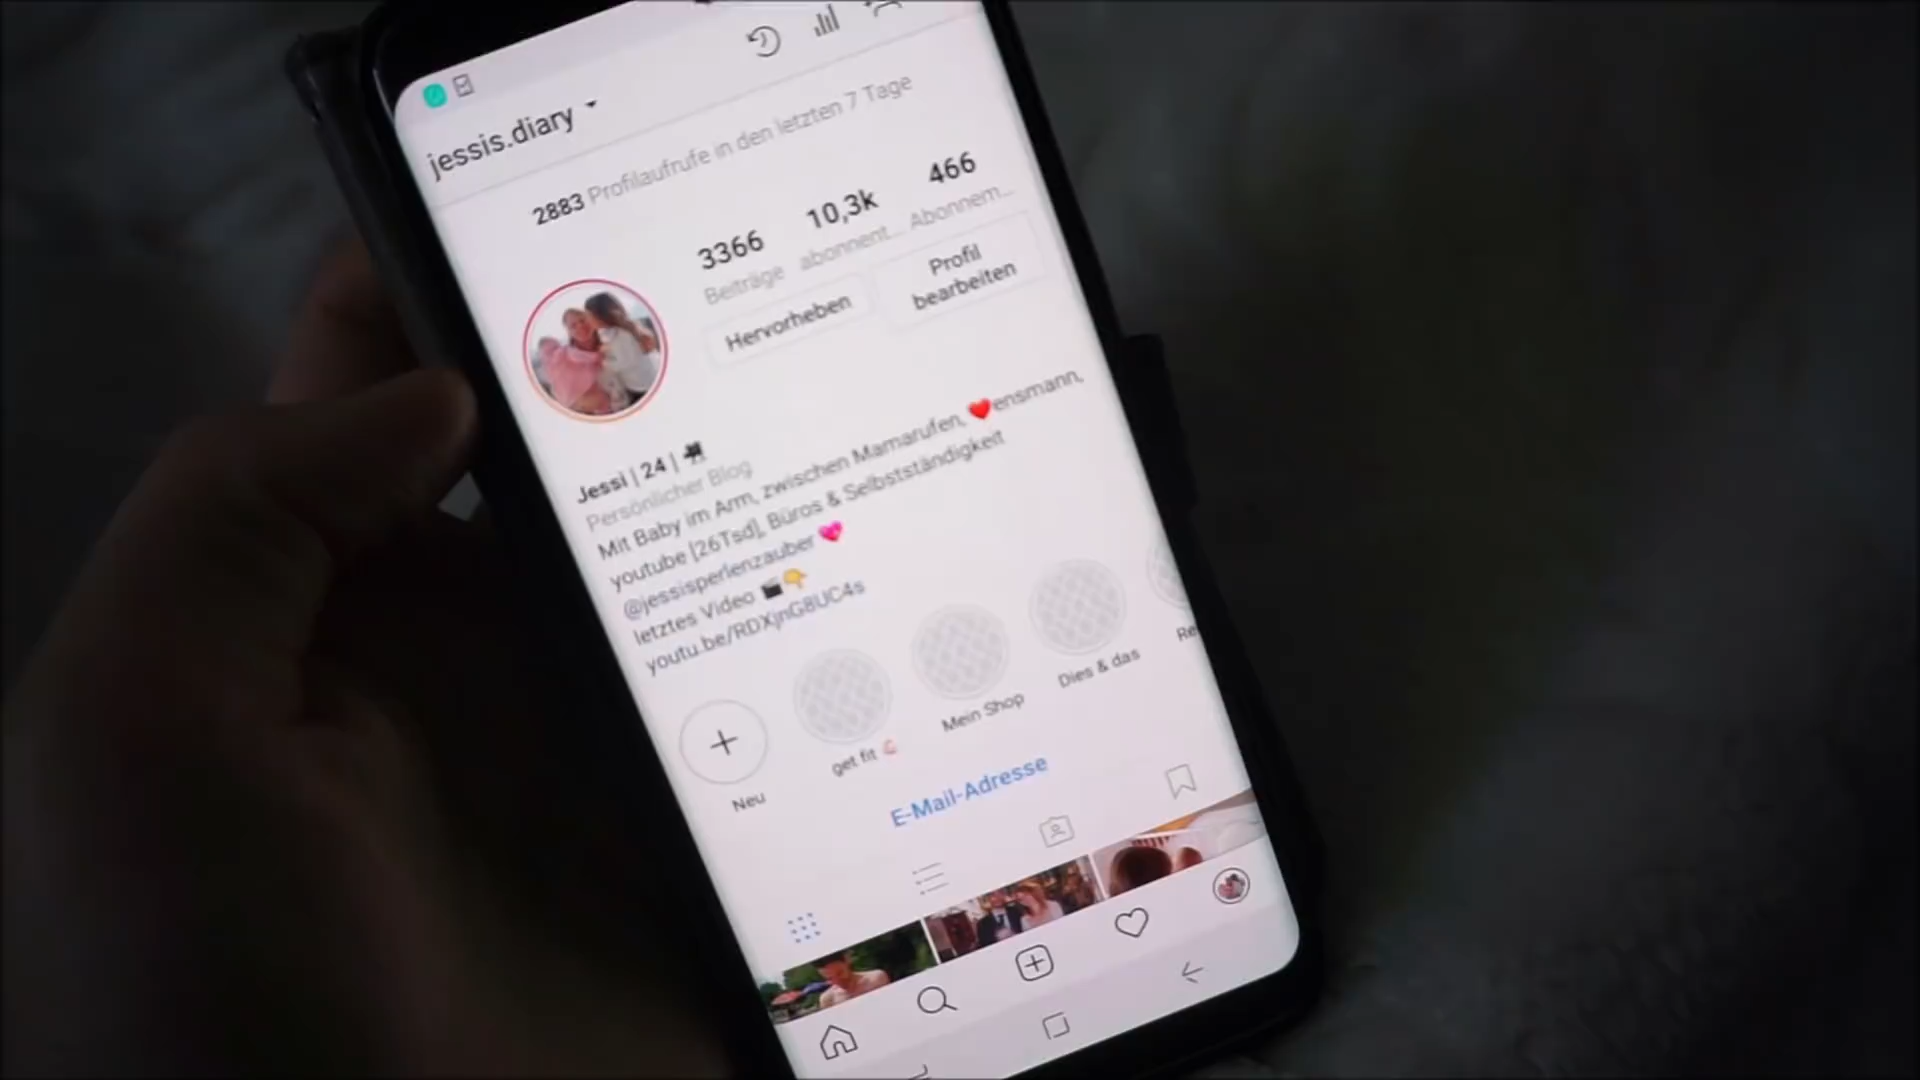 jessis.diary
2883 Profilaufrufe in den letzten 7 Tage
3366 10,3k 466
Beiträge abonnent... Abonnem...
Hervorheben
Profil bearbeiten
Jessi | 24 | 🎥
Persönlicher Blog
Mit Baby im Arm, zwischen Mamarufen, ❤️ensmann,
youtube [26Tsd], Büros & Selbstständigkeit
@jessisperlenzauber 💖
letztes Video 🎬👇
youtu.be/RDXjnG8UC4s
Neu
get fit 💪
Mein Shop
Dies & das
Re
E-Mail-Adresse